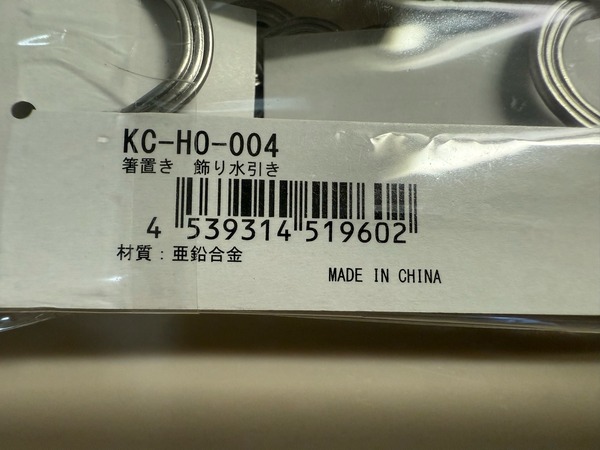 KC-HO-004
箸置き 飾り水引き
4 539314 519602
材質：亜鉛合金
MADE IN CHINA